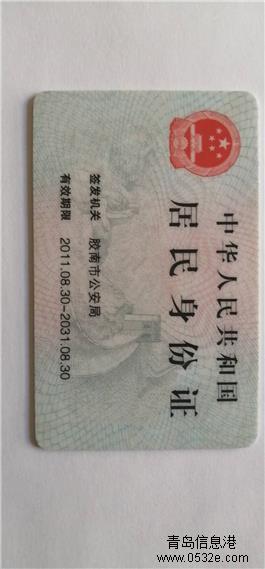 中华人民共和国
居民身份证
签发机关 胶南市公安局
有效期限 2011.08.30-2031.08.30
青岛信息港
www.0532e.com